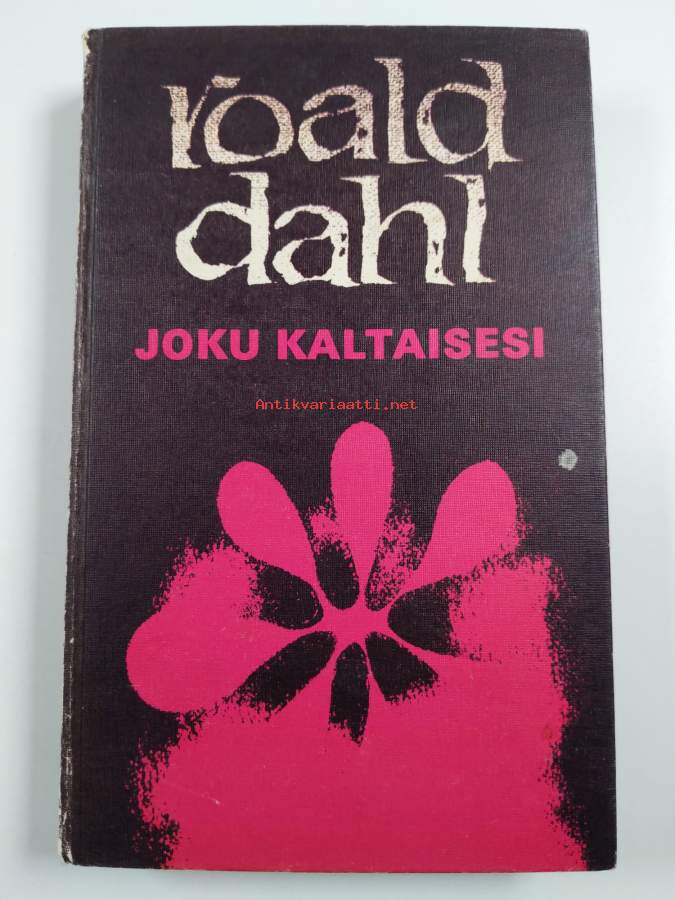 roald
dahl
JOKU KALTAISESI
Antikvariaatti.net